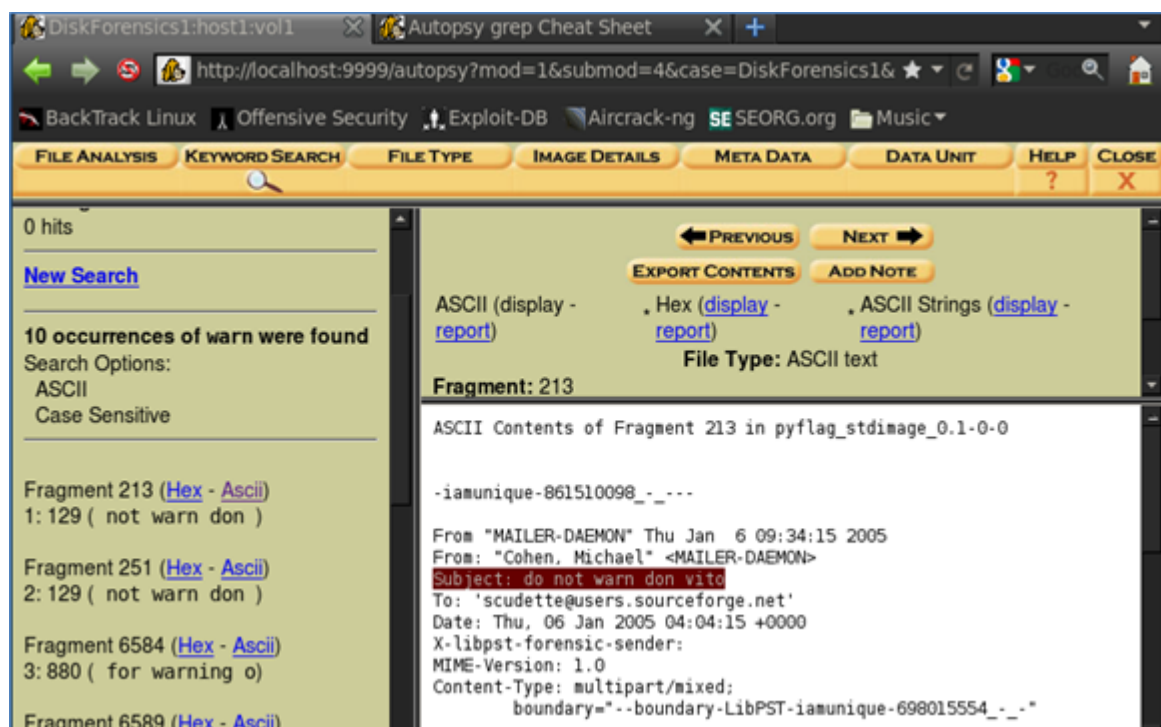 DiskForensics1:host1:vol1
Autopsy grep Cheat Sheet
http://localhost:9999/autopsy?mod=1&submod=4&case=DiskForensics1&
BackTrack Linux Offensive Security Exploit-DB Aircrack-ng SE SEORG.org Music
FILE ANALYSIS KEYWORD SEARCH FILE TYPE IMAGE DETAILS META DATA DATA UNIT HELP CLOSE
? X
0 hits
New Search
10 occurrences of warn were found
Search Options:
ASCII
Case Sensitive
Fragment 213 (Hex - Ascii)
1: 129 ( not warn don )
Fragment 251 (Hex - Ascii)
2: 129 ( not warn don )
Fragment 6584 (Hex - Ascii)
3: 880 ( for warning o)
Fragment 6589 (Hex - Ascii)
PREVIOUS NEXT
EXPORT CONTENTS ADD NOTE
ASCII (display - report) * Hex (display - report) * ASCII Strings (display - report)
File Type: ASCII text
Fragment: 213
ASCII Contents of Fragment 213 in pyflag_stdimage_0.1-0-0
-iamunique-861510098_-_---
From "MAILER-DAEMON" Thu Jan  6 09:34:15 2005
From: "Cohen, Michael" <MAILER-DAEMON>
Subject: do not warn don vito
To: 'scudette@users.sourceforge.net'
Date: Thu, 06 Jan 2005 04:04:15 +0000
X-libpst-forensic-sender:
MIME-Version: 1.0
Content-Type: multipart/mixed;
boundary="--boundary-LibPST-iamunique-698015554_-_-"